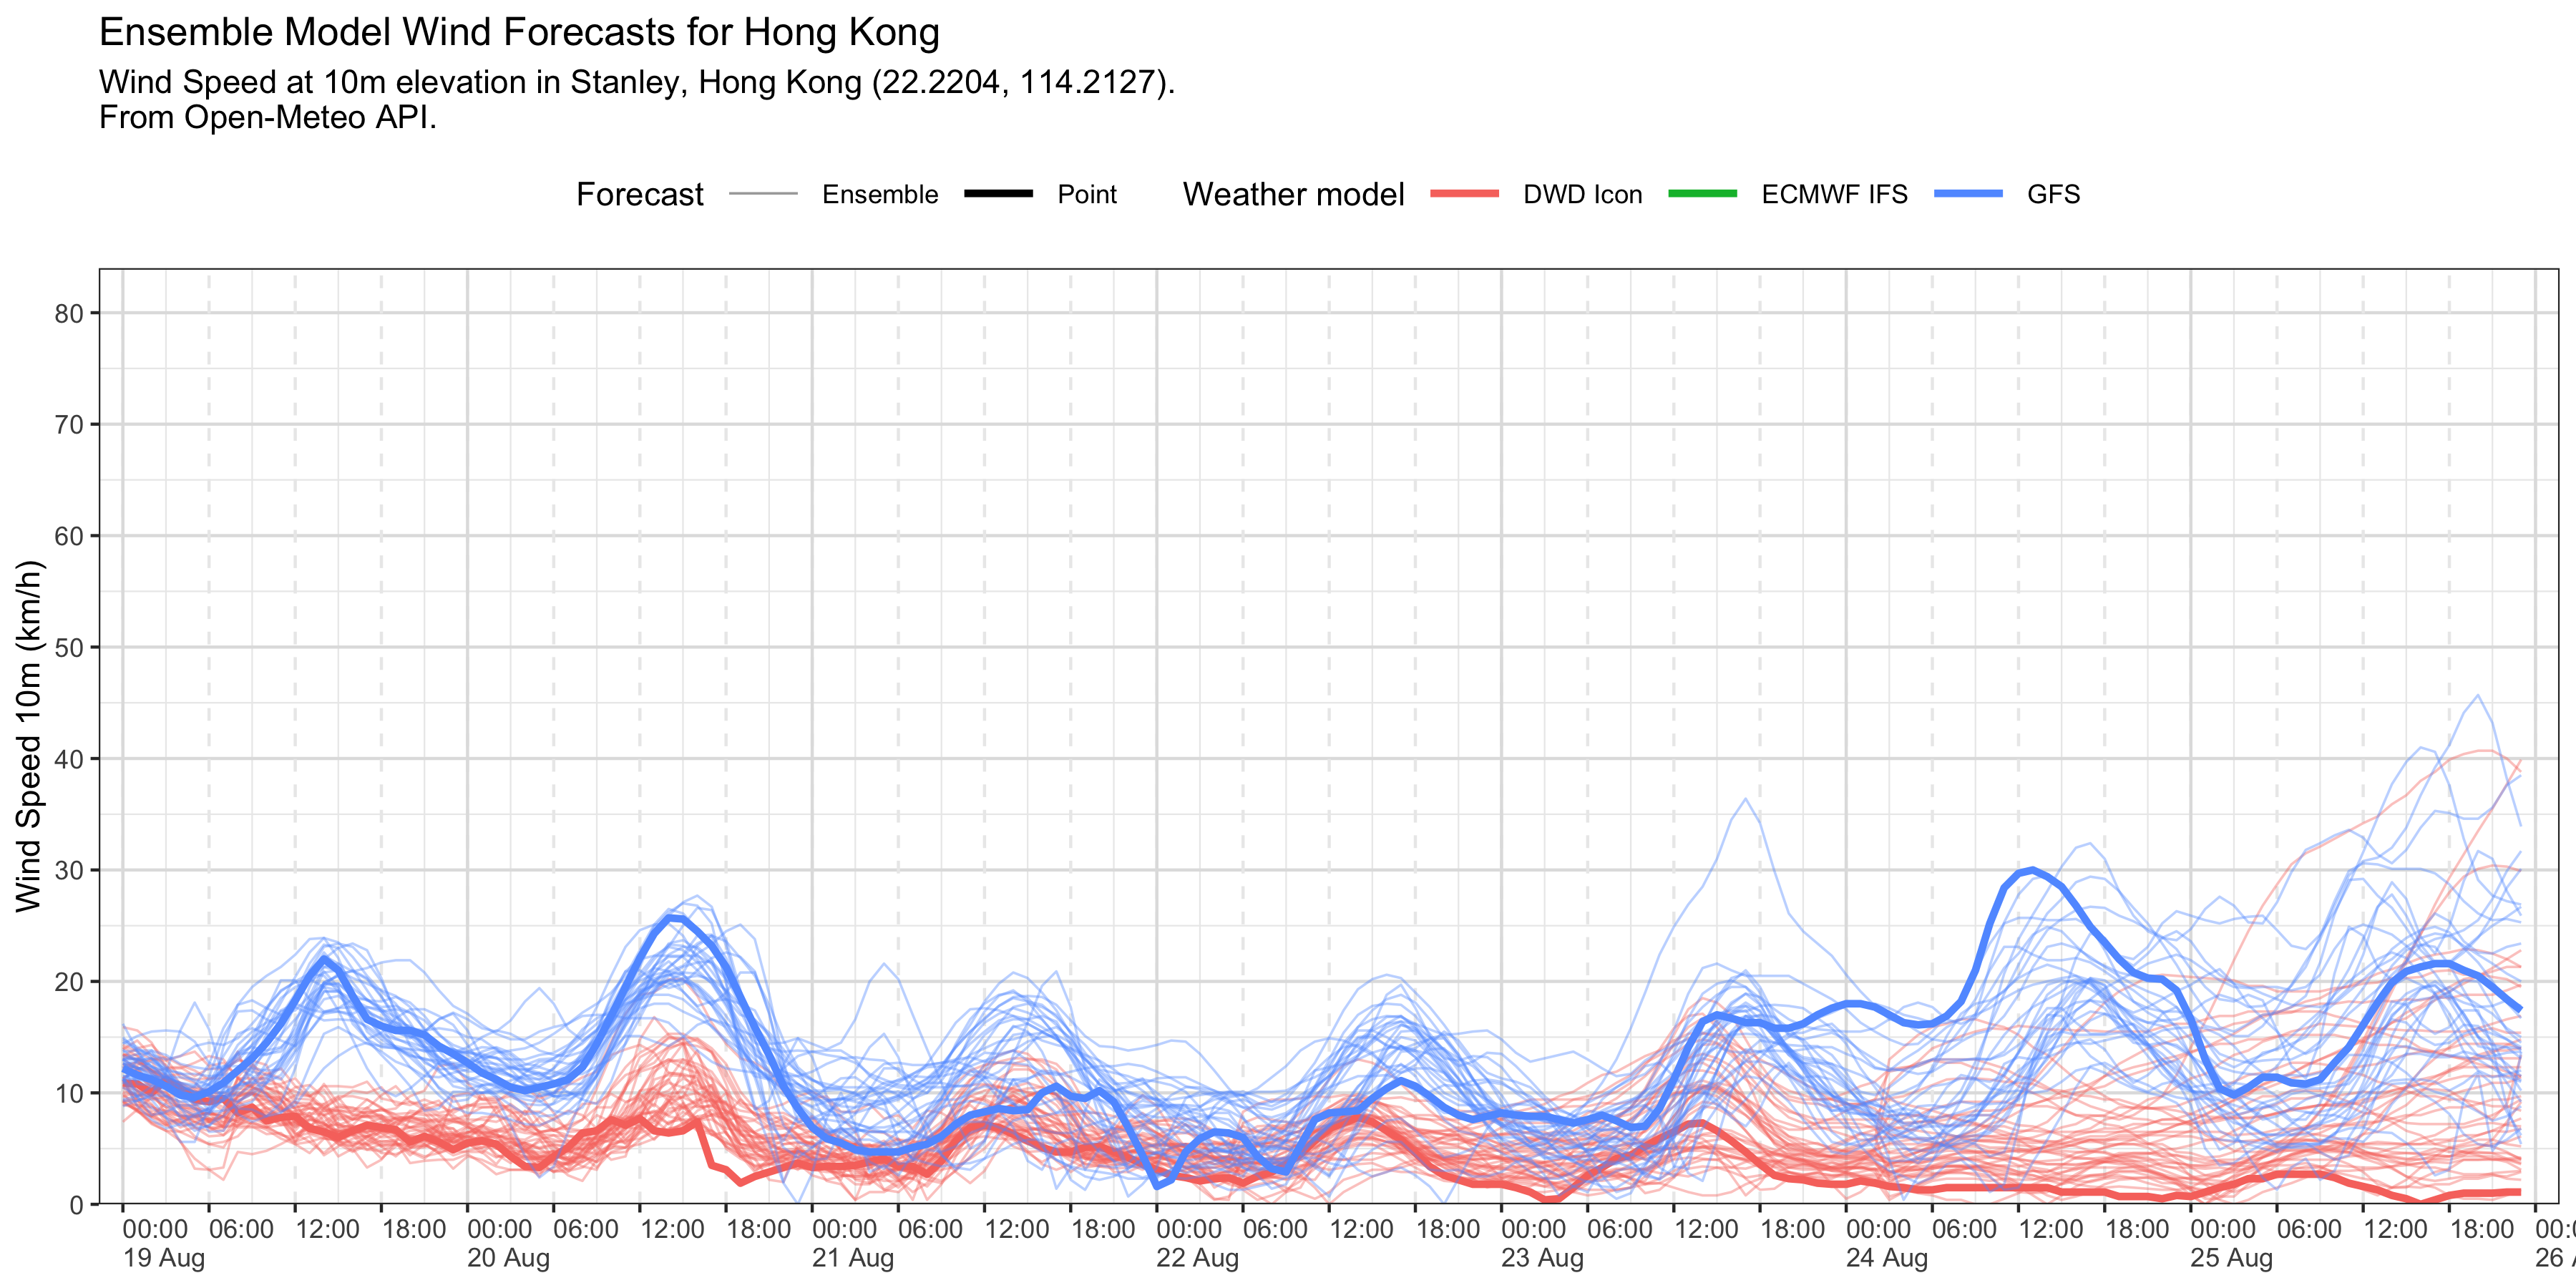 Ensemble Model Wind Forecasts for Hong Kong
Wind Speed at 10m elevation in Stanley, Hong Kong (22.2204, 114.2127).
From Open-Meteo API.
Forecast Ensemble Point Weather model DWD Icon ECMWF IFS GFS
Wind Speed 10m (km/h)
80
70
60
50
40
30
20
10
0
00:00 06:00 12:00 18:00 00:00 06:00 12:00 18:00 00:00 06:00 12:00 18:00 00:00 06:00 12:00 18:00 00:00 06:00 12:00 18:00 00:00 06:00 12:00 18:00 00:00 06:00 12:00 18:00 00:0
19 Aug 20 Aug 21 Aug 22 Aug 23 Aug 24 Aug 25 Aug 26 A